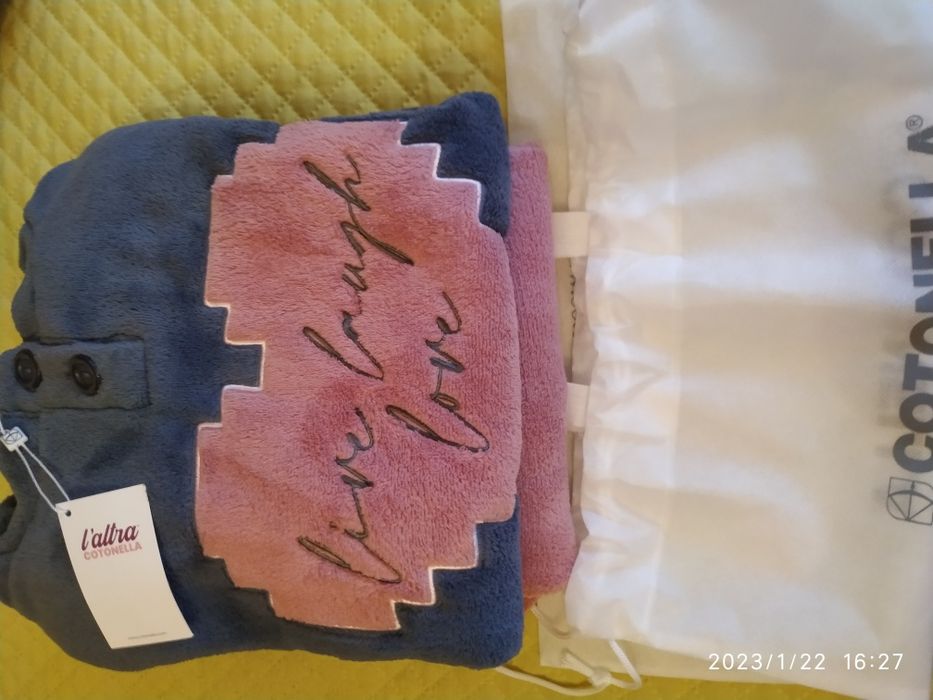 live laugh
love
l'altra
COTONELLA
COTONELLA®
2023/1/22 16:27